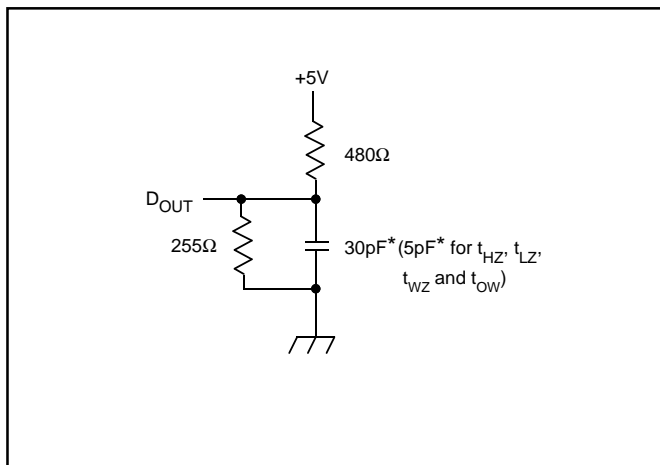 +5V
480Ω
D_OUT
255Ω
30pF* (5pF* for t_HZ, t_LZ,
t_WZ and t_OW)